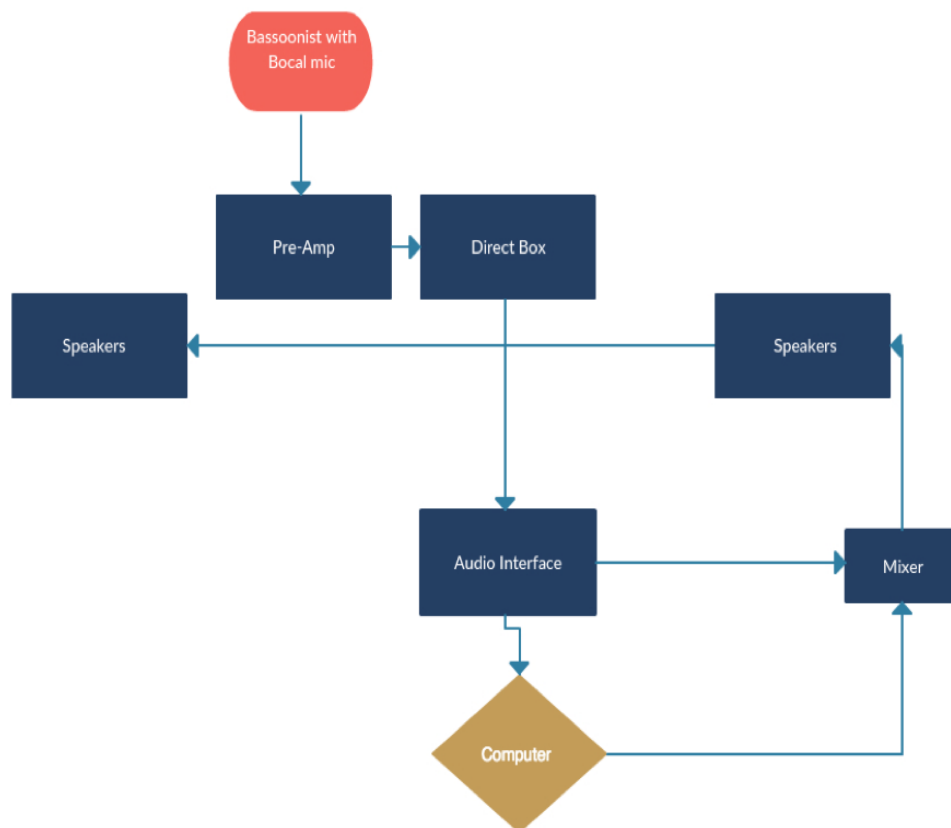 Bassoonist with
Bocal mic
Pre-Amp
Direct Box
Speakers
Speakers
Audio Interface
Mixer
Computer